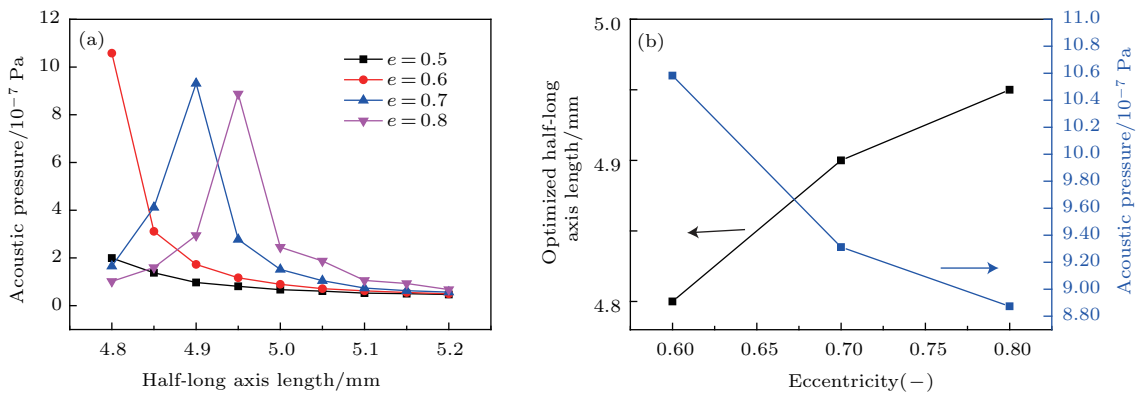 (a)
e = 0.5
e = 0.6
e = 0.7
e = 0.8
Acoustic pressure/10⁻⁷ Pa
12
10
8
6
4
2
0
4.8 4.9 5.0 5.1 5.2
Half-long axis length/mm
(b)
Optimized half-long
axis length/mm
5.0
4.9
4.8
0.60 0.65 0.70 0.75 0.80
Eccentricity(−)
11.0
10.8
10.6
10.4
10.2
10.0
9.80
9.60
9.40
9.20
9.00
8.80
Acoustic pressure/10⁻⁷ Pa